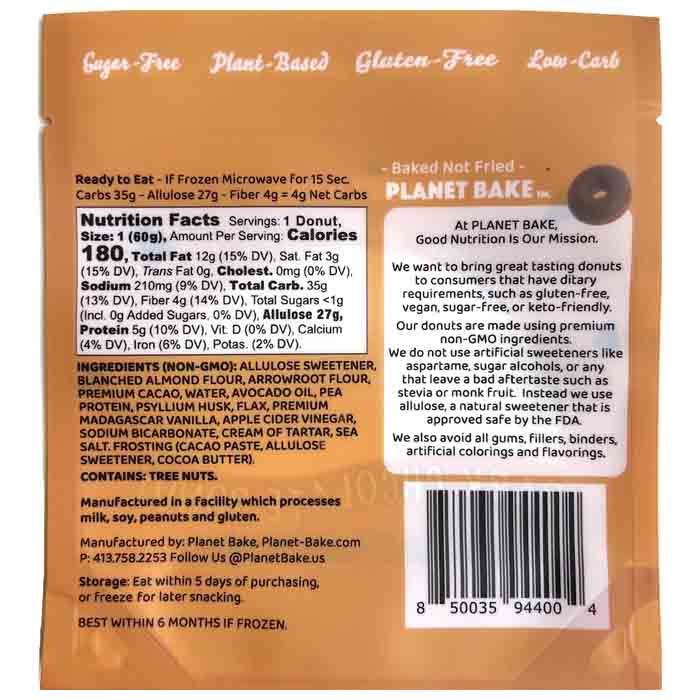 Sugar-Free Plant-Based Gluten-Free Low-Carb
Ready to Eat - If Frozen Microwave for 15 Sec.
Carbs 35g - Allulose 27g - Fiber 4g = 4g Net Carbs
Nutrition Facts Servings: 1 Donut,
Size: 1 (60g), Amount Per Serving: Calories
180, Total Fat 12g (15% DV), Sat. Fat 3g
(15% DV), Trans Fat 0g, Cholest. 0mg (0% DV),
Sodium 210mg (9% DV), Total Carb. 35g
(13% DV), Fiber 4g (14% DV), Total Sugars <1g
(Incl. 0g Added Sugars, 0% DV), Allulose 27g,
Protein 5g (10% DV), Vit. D (0% DV), Calcium
(4% DV), Iron (6% DV), Potas. (2% DV).
INGREDIENTS (NON-GMO): ALLULOSE SWEETENER,
BLANCHED ALMOND FLOUR, ARROWROOT FLOUR,
PREMIUM CACAO, WATER, AVOCADO OIL, PEA
PROTEIN, PSYLLIUM HUSK, FLAX, PREMIUM
MADAGASCAR VANILLA, APPLE CIDER VINEGAR,
SODIUM BICARBONATE, CREAM OF TARTAR, SEA
SALT. FROSTING (CACAO PASTE, ALLULOSE
SWEETENER, COCOA BUTTER).
CONTAINS: TREE NUTS.
Manufactured in a facility which processes
milk, soy, peanuts and gluten.
Manufactured by: Planet Bake, Planet-Bake.com
P: 413.758.2253 Follow Us @PlanetBake.us
Storage: Eat within 5 days of purchasing,
or freeze for later snacking.
BEST WITHIN 6 MONTHS IF FROZEN.
- Baked Not Fried -
PLANET BAKE TM
At PLANET BAKE,
Good Nutrition Is Our Mission.
We want to bring great tasting donuts
to consumers that have ditary
requirements, such as gluten-free,
vegan, sugar-free, or keto-friendly.
Our donuts are made using premium
non-GMO ingredients.
We do not use artificial sweeteners like
aspartame, sugar alcohols, or any
that leave a bad aftertaste such as
stevia or monk fruit. Instead we use
allulose, a natural sweetener that is
approved safe by the FDA.
We also avoid all gums, fillers, binders,
artificial colorings and flavorings.
8 50035 94400 4